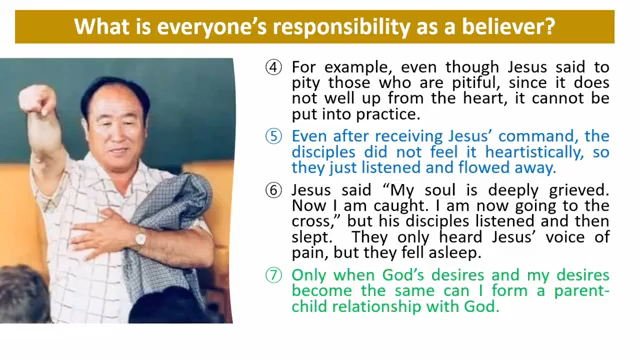 What is everyone's responsibility as a believer?
④ For example, even though Jesus said to
pity those who are pitiful, since it does
not well up from the heart, it cannot be
put into practice.
⑤ Even after receiving Jesus' command, the
disciples did not feel it heartistically, so
they just listened and flowed away.
⑥ Jesus said “My soul is deeply grieved.
Now I am caught. I am now going to the
cross,” but his disciples listened and then
slept. They only heard Jesus' voice of
pain, but they fell asleep.
⑦ Only when God's desires and my desires
become the same can I form a parent-
child relationship with God.